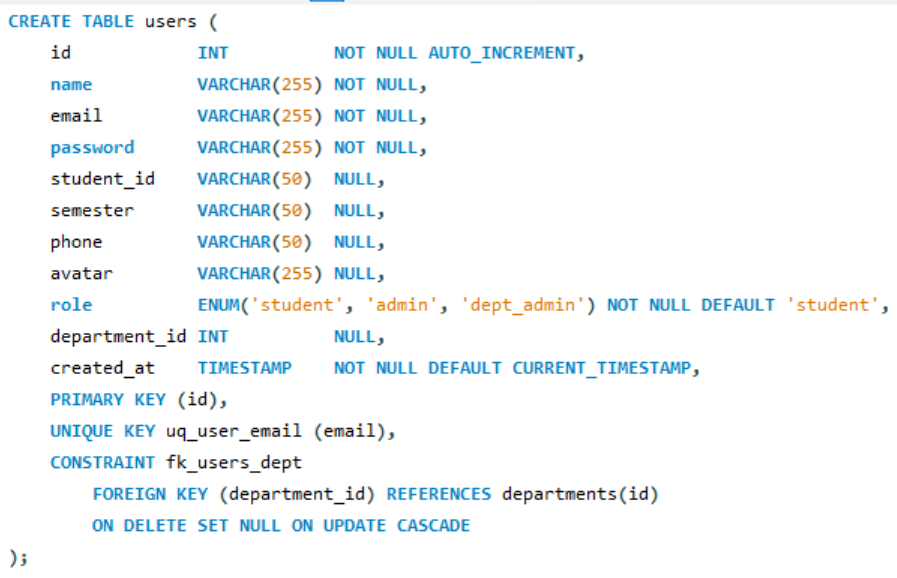 CREATE TABLE users (
    id            INT          NOT NULL AUTO_INCREMENT,
    name          VARCHAR(255) NOT NULL,
    email         VARCHAR(255) NOT NULL,
    password      VARCHAR(255) NOT NULL,
    student_id    VARCHAR(50)  NULL,
    semester      VARCHAR(50)  NULL,
    phone         VARCHAR(50)  NULL,
    avatar        VARCHAR(255) NULL,
    role          ENUM('student', 'admin', 'dept_admin') NOT NULL DEFAULT 'student',
    department_id INT          NULL,
    created_at    TIMESTAMP    NOT NULL DEFAULT CURRENT_TIMESTAMP,
    PRIMARY KEY (id),
    UNIQUE KEY uq_user_email (email),
    CONSTRAINT fk_users_dept
        FOREIGN KEY (department_id) REFERENCES departments(id)
        ON DELETE SET NULL ON UPDATE CASCADE
);